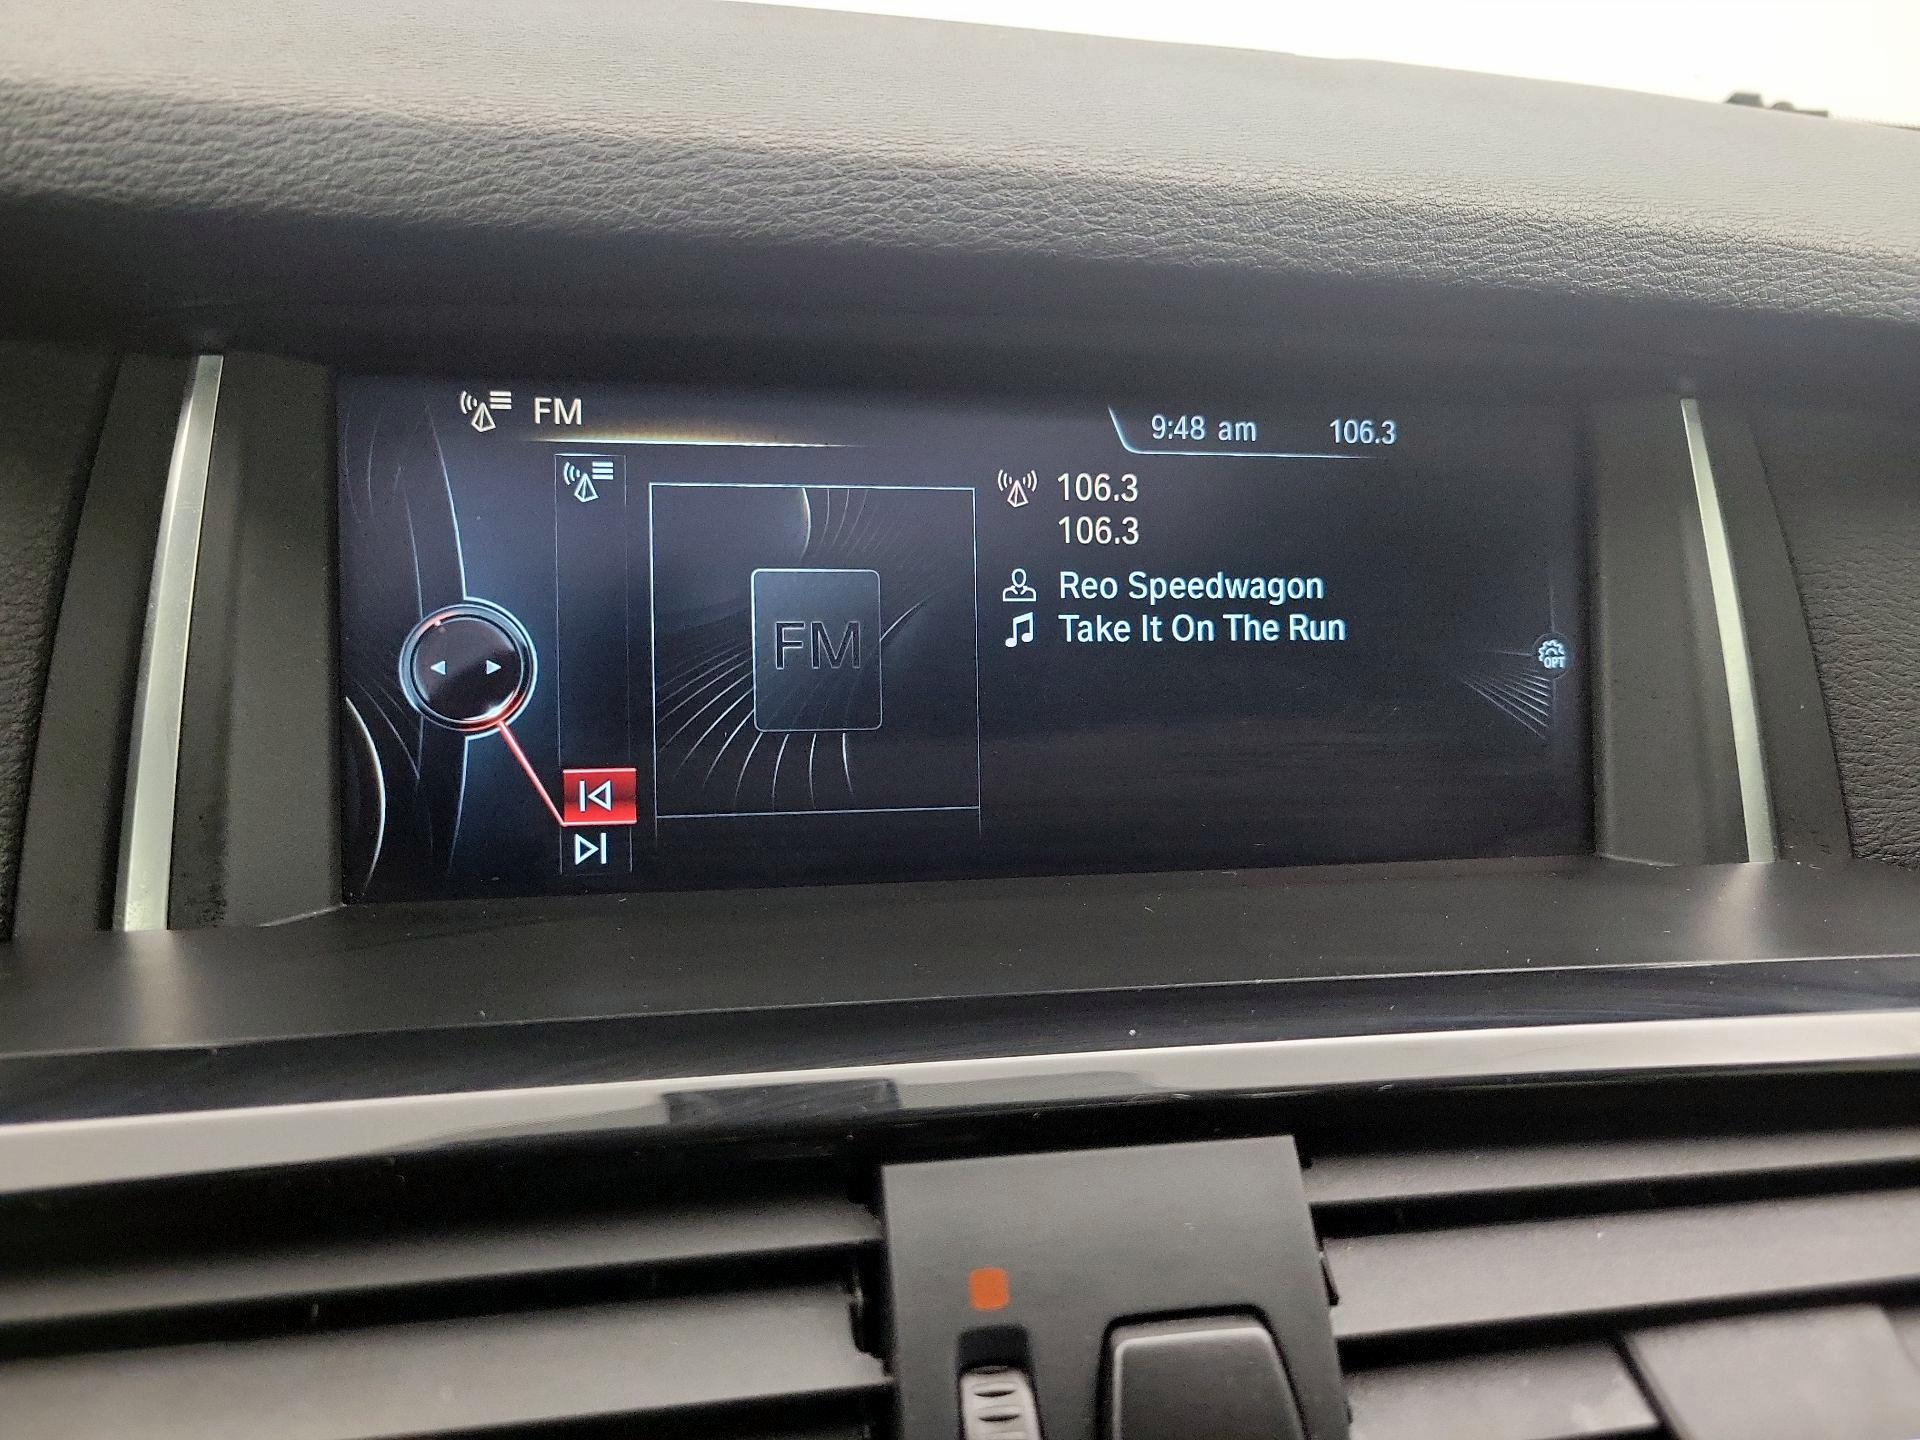 FM
9:48 am 106.3
106.3
106.3
Reo Speedwagon
Take It On The Run
FM
OPT